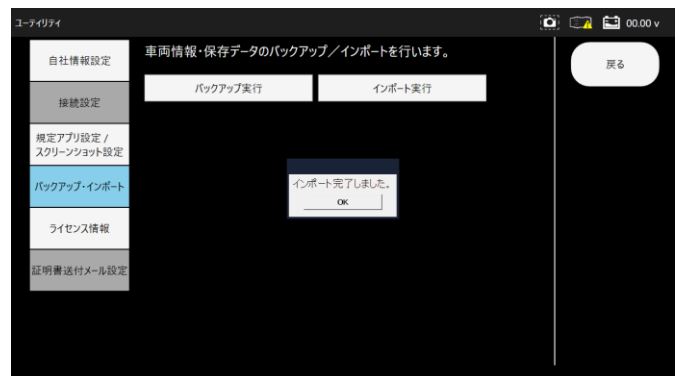 ユーティリティ
00.00 v
自社情報設定
車両情報・保存データのバックアップ／インポートを行います。
戻る
バックアップ実行
インポート実行
接続設定
規定アプリ設定 /
スクリーンショット設定
バックアップ・インポート
インポート完了しました。
OK
ライセンス情報
証明書送付メール設定